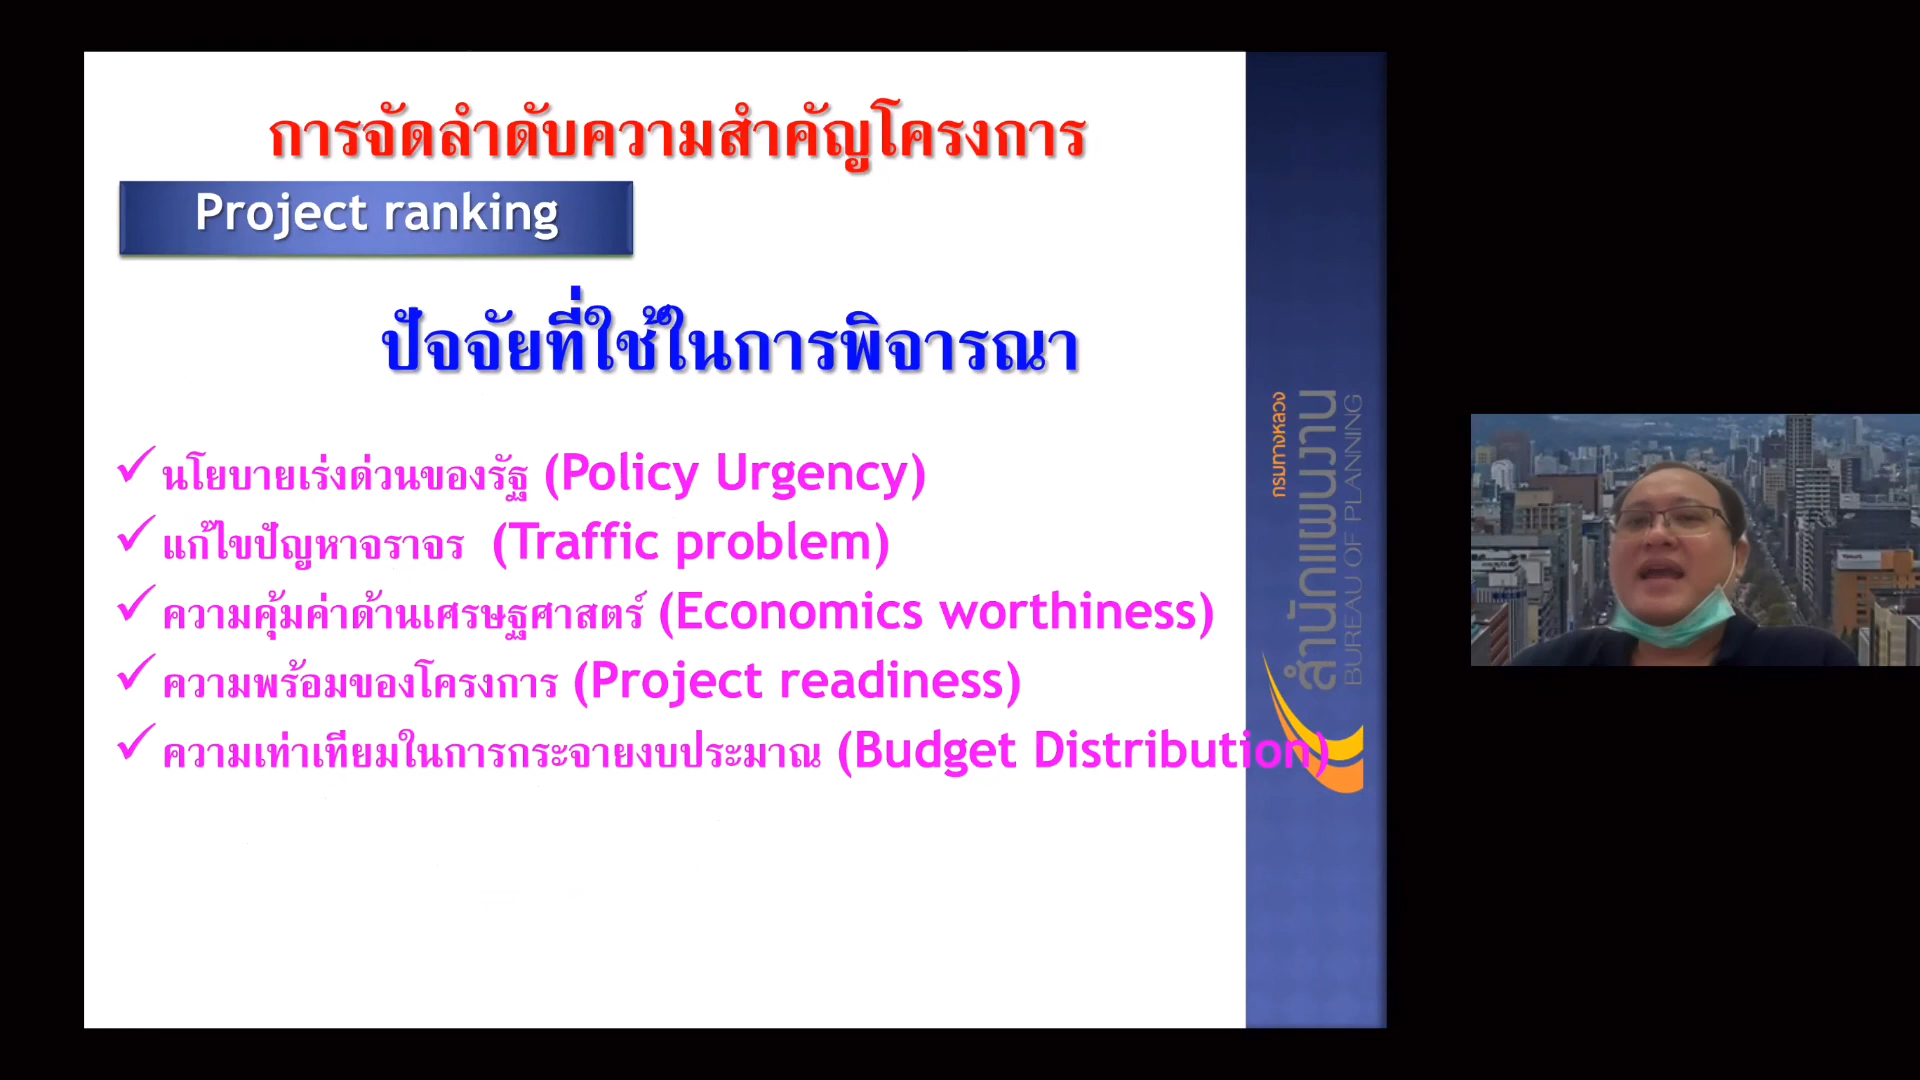 การจัดลำดับความสำคัญโครงการ
Project ranking
ปัจจัยที่ใช้ในการพิจารณา
นโยบายเร่งด่วนของรัฐ (Policy Urgency)
แก้ไขปัญหาจราจร (Traffic problem)
ความคุ้มค่าด้านเศรษฐศาสตร์ (Economics worthiness)
ความพร้อมของโครงการ (Project readiness)
ความเท่าเทียมในการกระจายงบประมาณ (Budget Distribution)
กรมทางหลวง
สำนักแผนงาน
BUREAU OF PLANNING